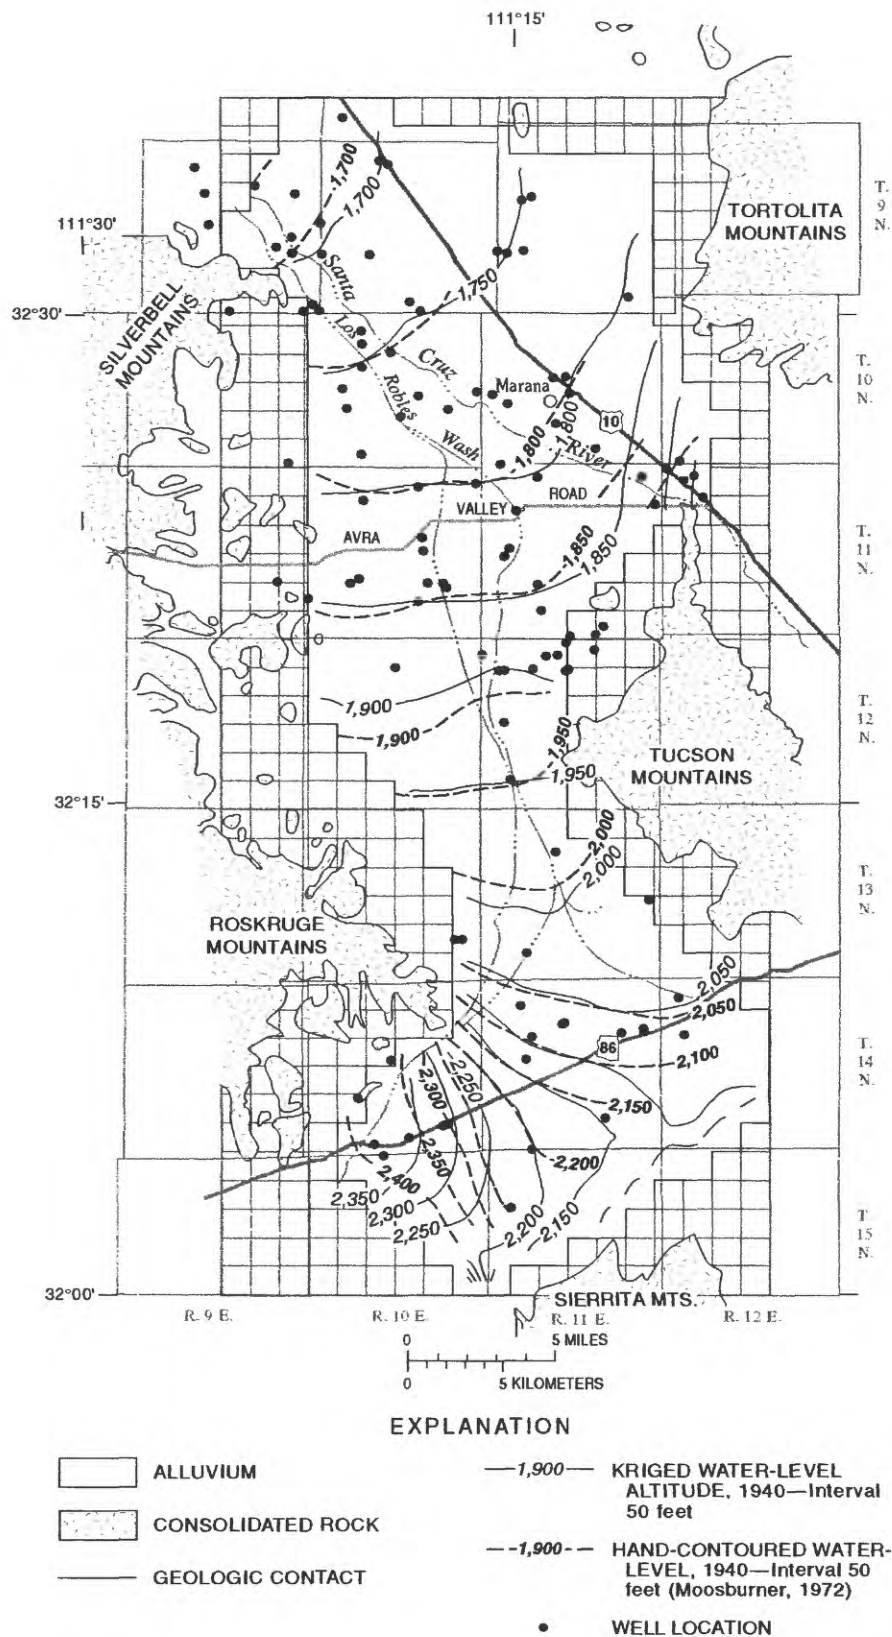 111°15'
T.
9
N.
TORTOLITA
MOUNTAINS
111°30'
1,700
1,700
Santa
Cruz
River
1,750
32°30'
SILVERBELL
MOUNTAINS
Los
Robles
Wash
T.
10
N.
Marana
10
1,800
1,800
AVRA
VALLEY
ROAD
1,850
1,850
T.
11
N.
1,900
1,900
T.
12
N.
1,950
1,950
TUCSON
MOUNTAINS
32°15'
2,000
2,000
T.
13
N.
ROSKRUGE
MOUNTAINS
2,050
2,050
86
2,100
T.
14
N.
2,250
2,300
2,350
2,400
2,150
2,200
2,350
2,300
2,250
2,200
2,150
T.
15
N.
32°00'
SIERRITA MTS.
R. 9 E.
R. 10 E.
R. 11 E.
R. 12 E.
0
5 MILES
0
5 KILOMETERS
EXPLANATION
ALLUVIUM
CONSOLIDATED ROCK
GEOLOGIC CONTACT
1,900
KRIGED WATER-LEVEL
ALTITUDE, 1940—Interval
50 feet
1,900
HAND-CONTOURED WATER-
LEVEL, 1940—Interval 50
feet (Moosburner, 1972)
WELL LOCATION